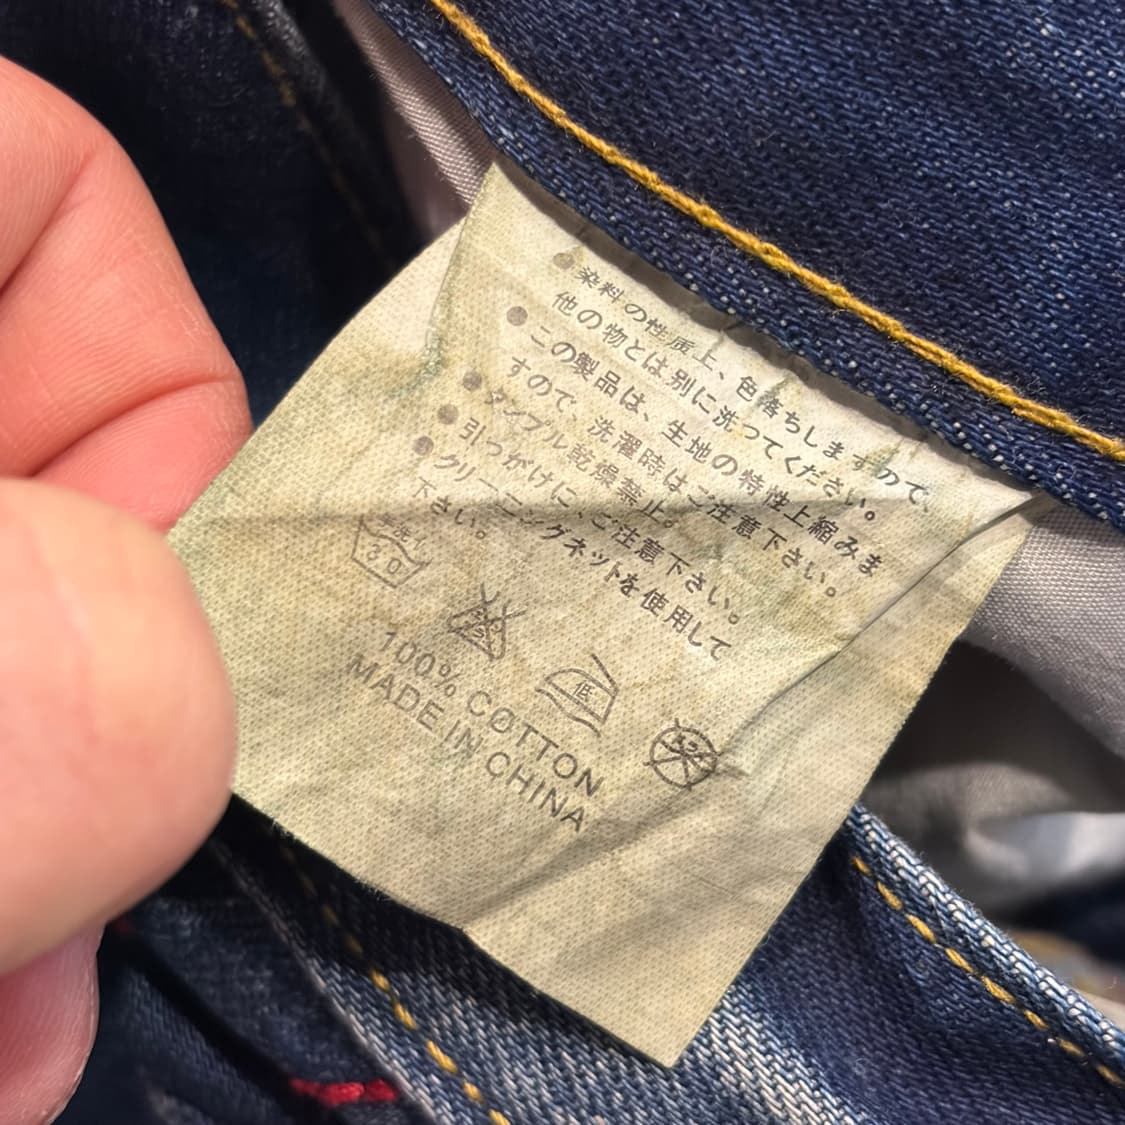 ●染料の性質上、色落ちしますので、
他の物とは別に洗ってください。
●この製品は、生地の特性上縮みま
すので、洗濯時はご注意下さい。
●タンブル乾燥禁止。
●引っかけに、ご注意下さい。
●クリーニングネットを使用して
下さい。
手洗イ
30
低
100% COTTON
MADE IN CHINA